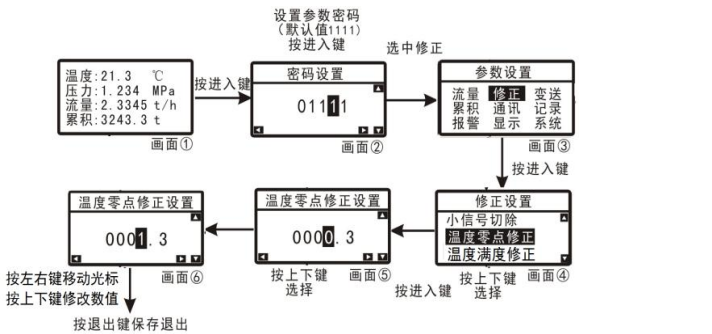 设置参数密码
（默认值1111）
按进入键
选中修正
温度:21.3 ℃
压力:1.234 MPa
流量:2.3345 t/h
累积:3243.3 t
画面①
按进入键
密码设置
01111
画面②
参数设置
流量 修正 变送
累积 通讯 记录
报警 显示 系统
画面③
按进入键
修正设置
小信号切除
温度零点修正
温度满度修正
画面④
按上下键
选择
按进入键
温度零点修正设置
0000.3
画面⑤
按上下键
选择
温度零点修正设置
0001.3
画面⑥
按左右键移动光标
按上下键修改数值
按退出键保存退出